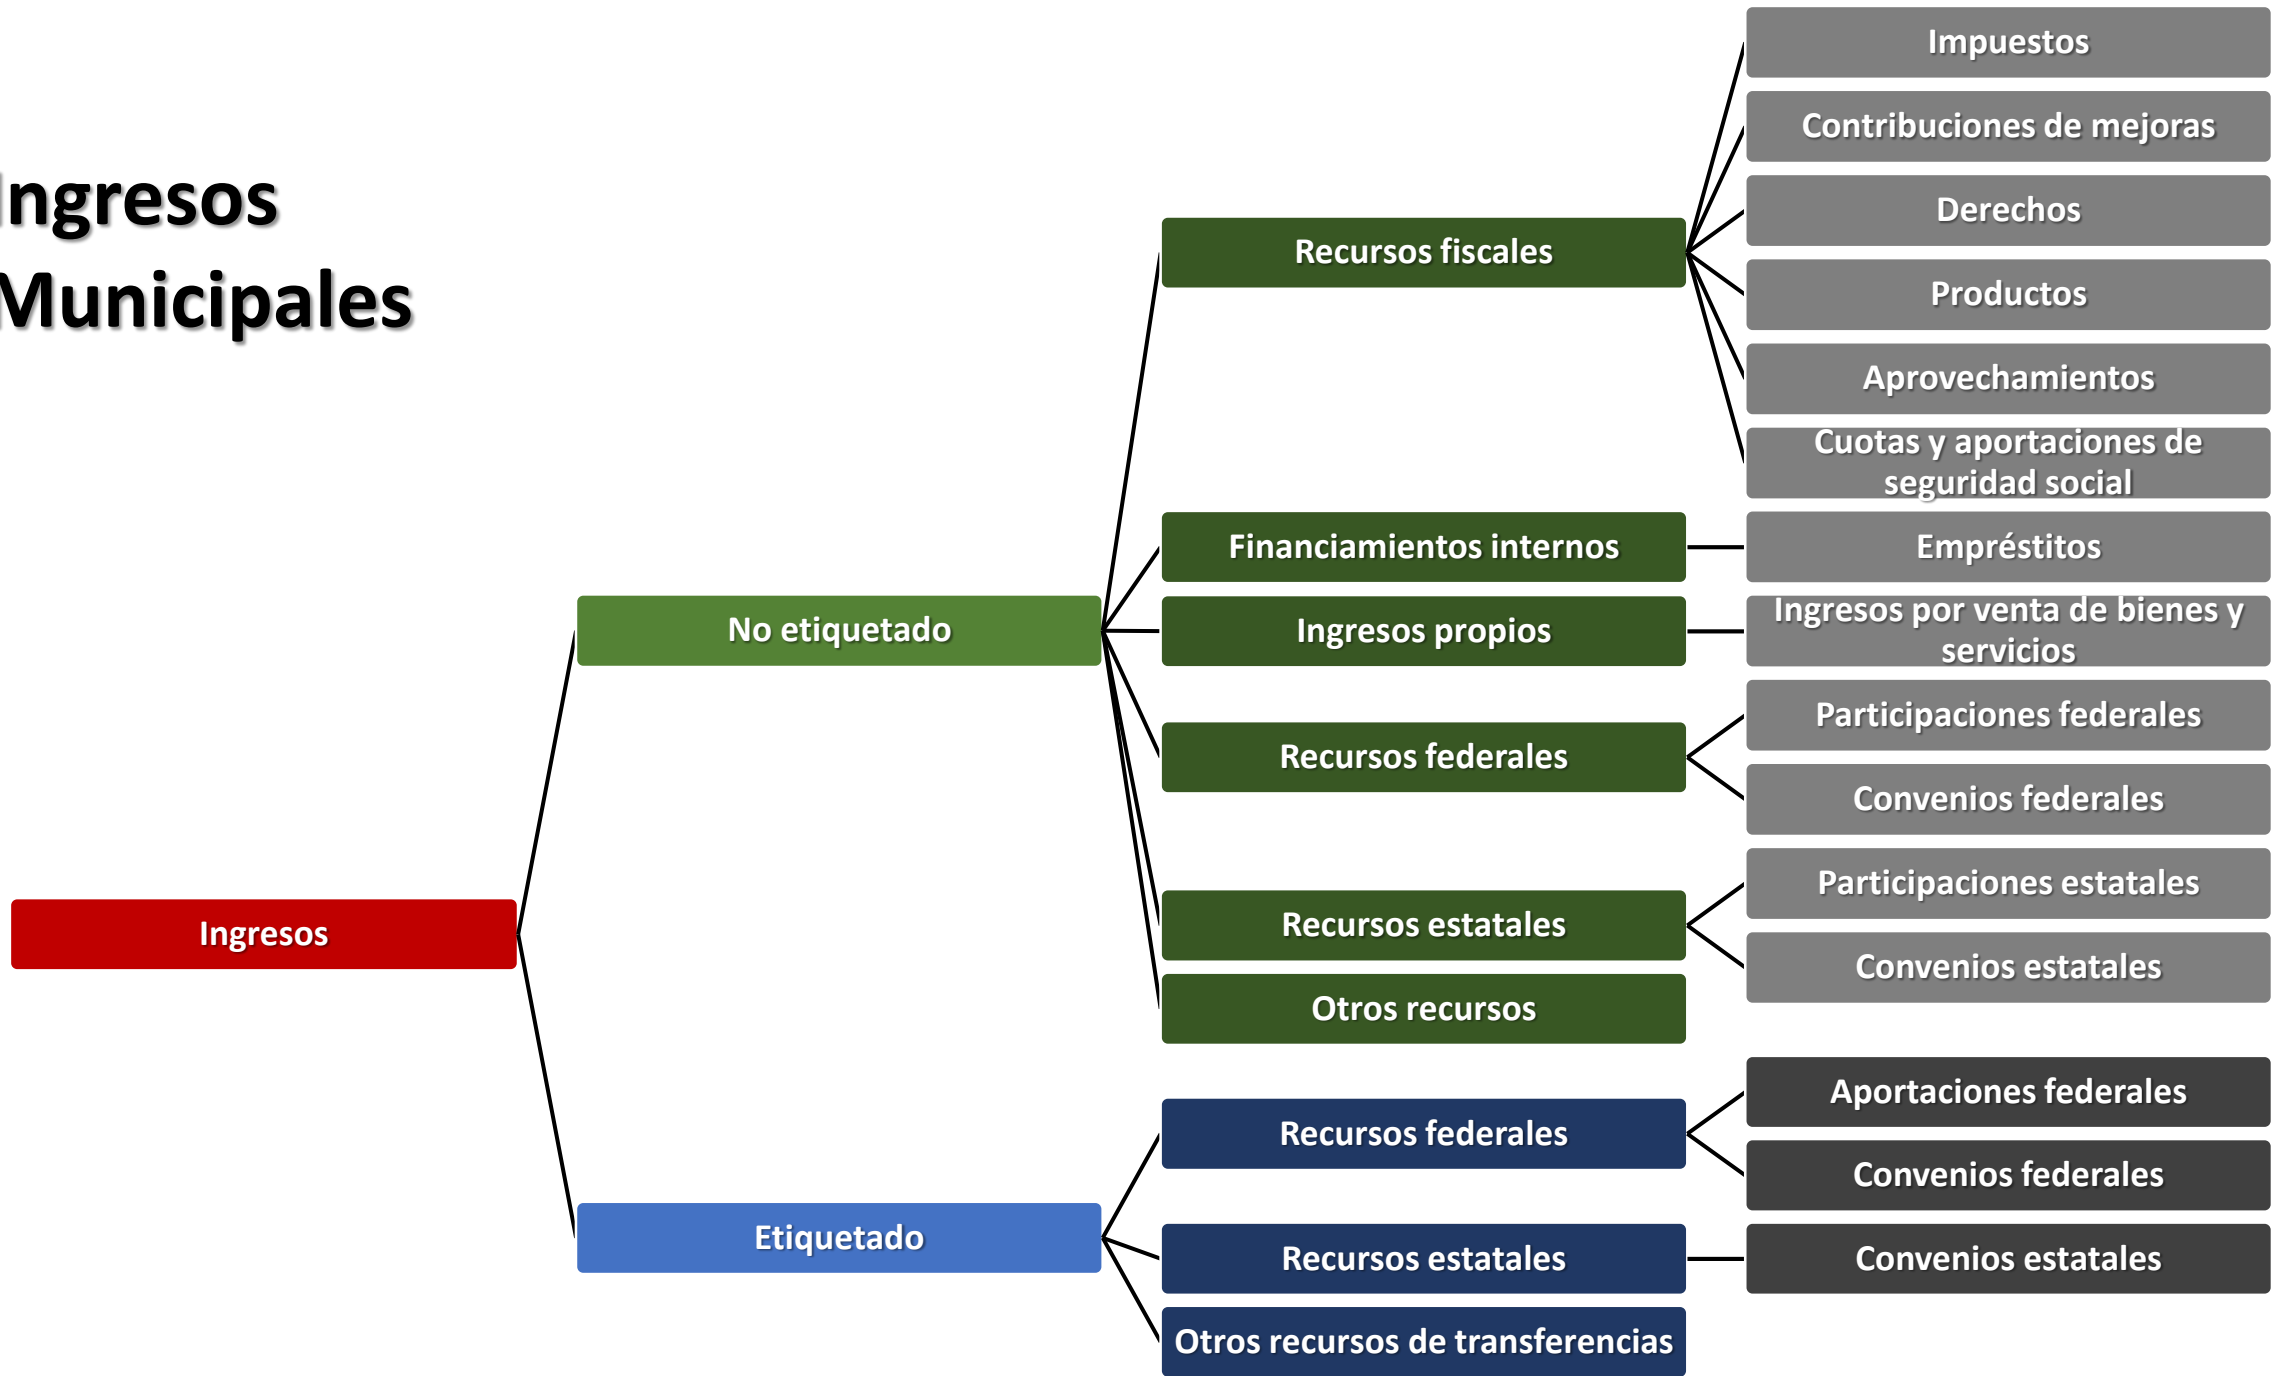 Ingresos
Municipales
Ingresos
No etiquetado
Recursos fiscales
Impuestos
Contribuciones de mejoras
Derechos
Productos
Aprovechamientos
Cuotas y aportaciones de
seguridad social
Financiamientos internos
Empréstitos
Ingresos propios
Ingresos por venta de bienes y
servicios
Recursos federales
Participaciones federales
Convenios federales
Recursos estatales
Participaciones estatales
Convenios estatales
Otros recursos
Etiquetado
Recursos federales
Aportaciones federales
Convenios federales
Recursos estatales
Convenios estatales
Otros recursos de transferencias